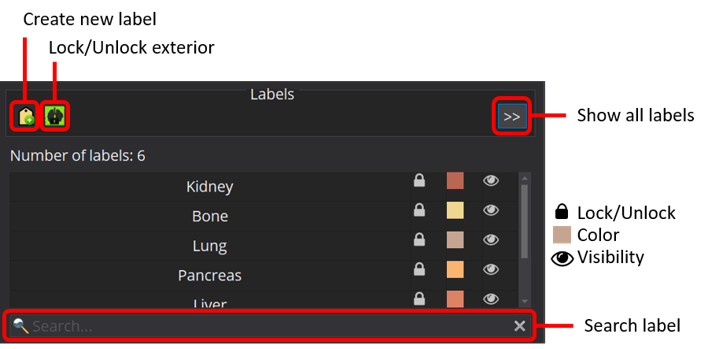 Create new label
Lock/Unlock exterior
Labels
>>
Show all labels
Number of labels: 6
Kidney
Bone
Lung
Pancreas
Liver
Lock/Unlock
Color
Visibility
Search...
Search label